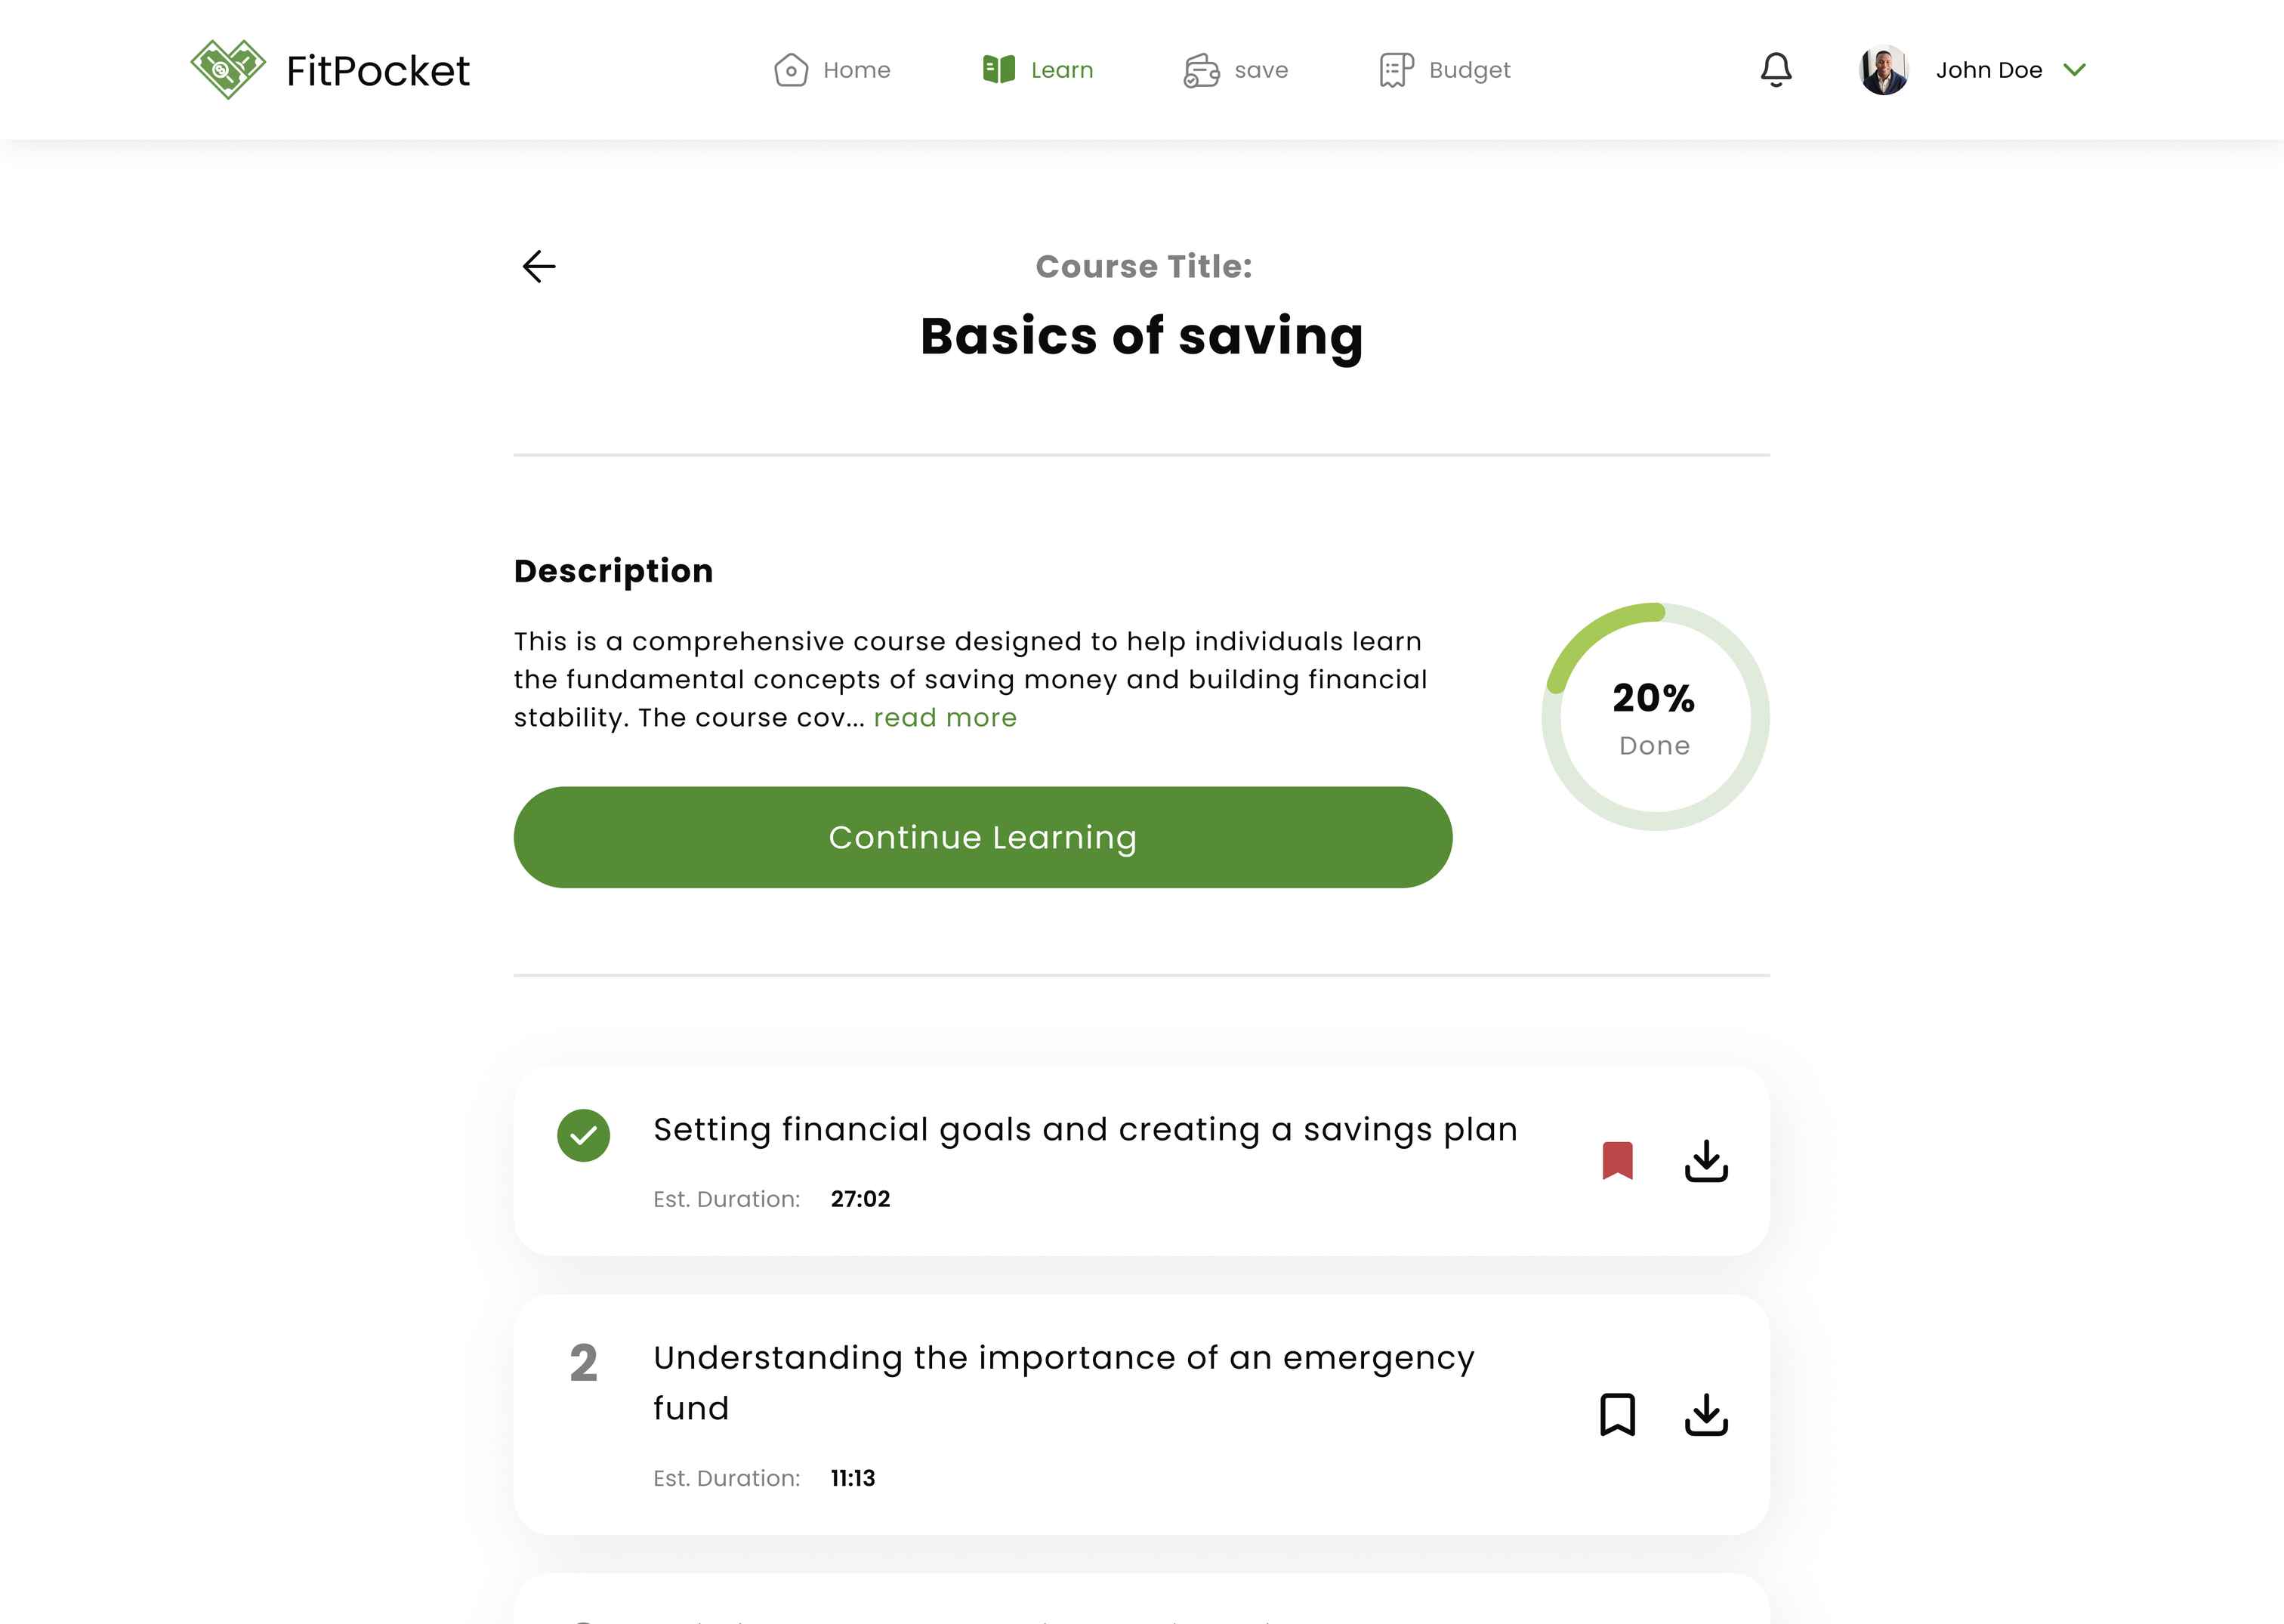 FitPocket
Home
Learn
save
Budget
John Doe
Course Title:
Basics of saving
Description
This is a comprehensive course designed to help individuals learn
the fundamental concepts of saving money and building financial
stability. The course cov... read more
20%
Done
Continue Learning
Setting financial goals and creating a savings plan
Est. Duration: 27:02
2
Understanding the importance of an emergency
fund
Est. Duration: 11:13